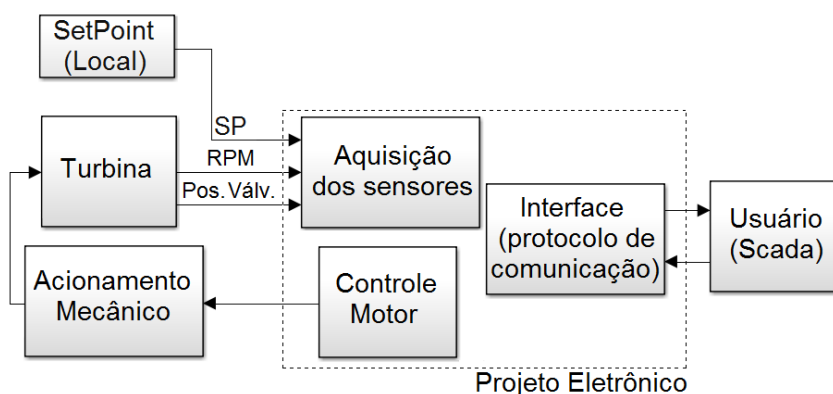 SetPoint
(Local)
SP
RPM
Pos.Válv.
Turbina
Aquisição
dos sensores
Interface
(protocolo de
comunicação)
Usuário
(Scada)
Acionamento
Mecânico
Controle
Motor
Projeto Eletrônico